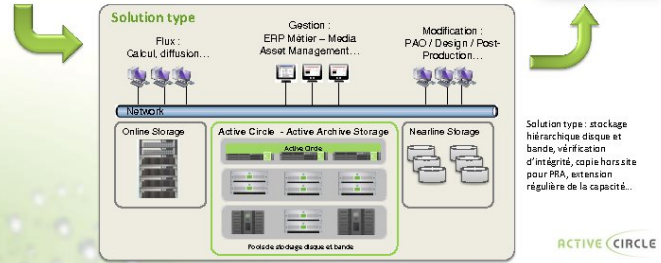 Solution type
Flux :
Calcul, diffusion...
Gestion :
ERP Métier – Media
Asset Management...
Modification :
PAO / Design / Post-
Production...
Network
Online Storage
Active Circle - Active Archive Storage
Nearline Storage
Active Circle
Pools de stockage disque et bande
Solution type : stockage
hiérarchique disque et
bande, vérification
d'intégrité, copie hors site
pour PRA, extension
régulière de la capacité...
ACTIVE CIRCLE